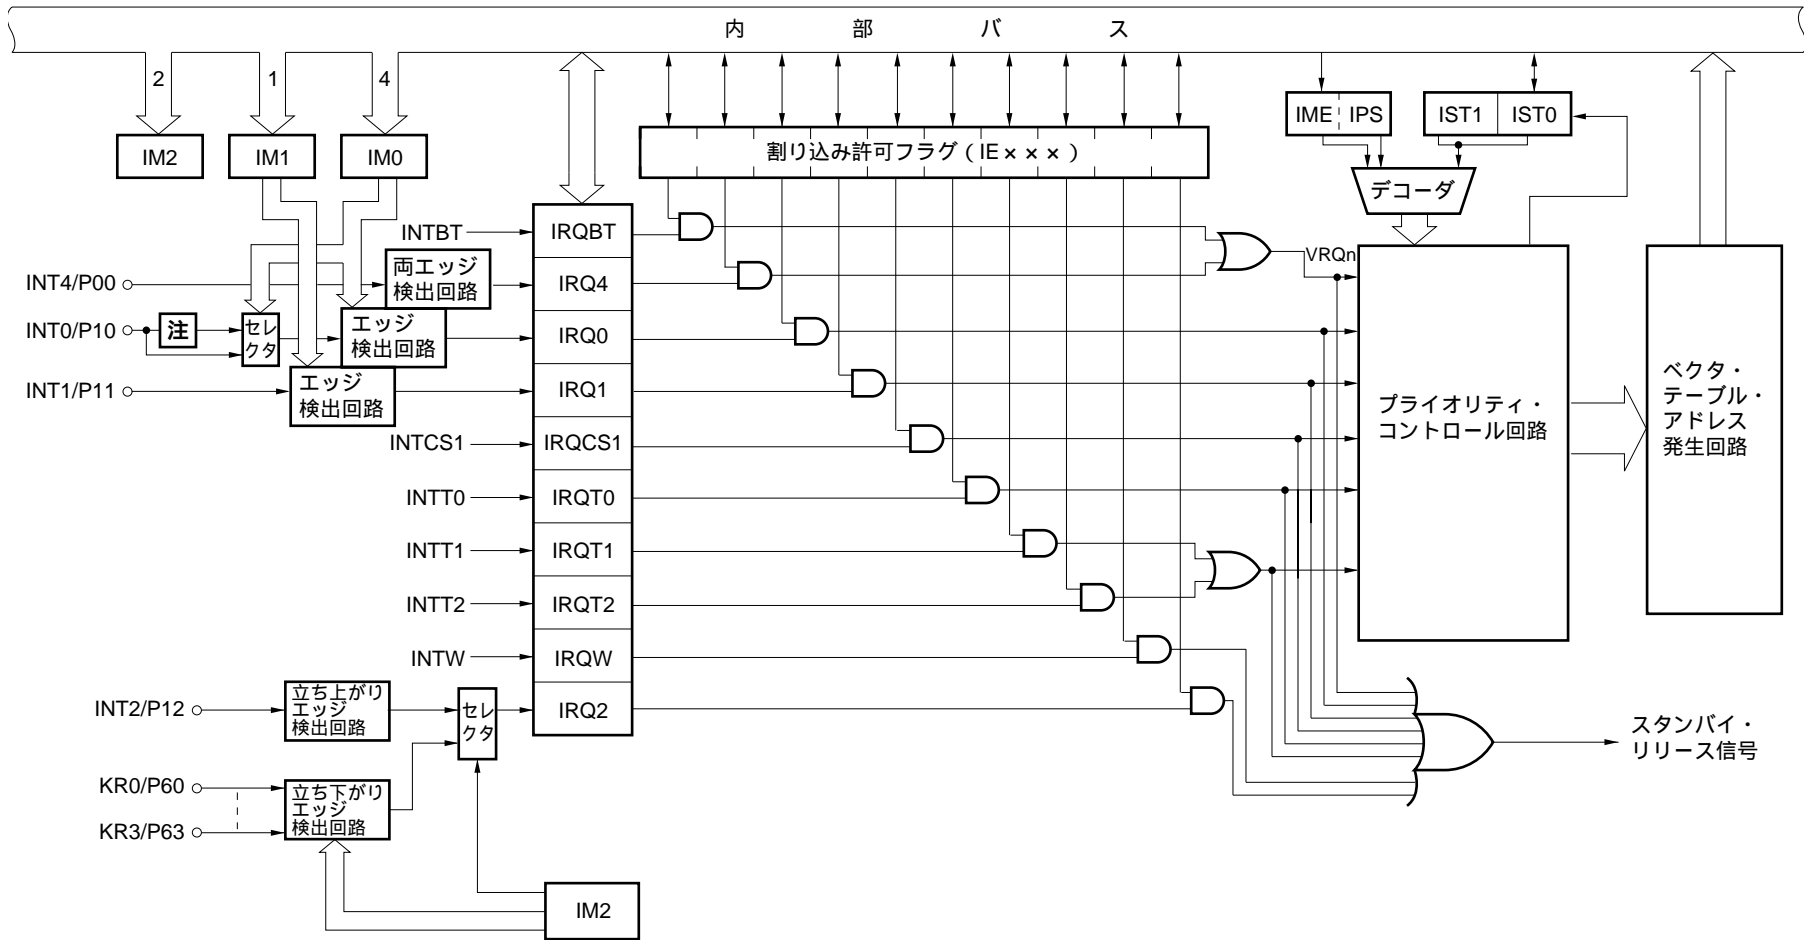 内部バス
2
1
4
IM2
IM1
IM0
割り込み許可フラグ（IE×××）
IME
IPS
IST1
IST0
デコーダ
INTBT
IRQBT
INT4/P00
両エッジ
検出回路
IRQ4
VRQn
INT0/P10
注
セレ
クタ
エッジ
検出回路
IRQ0
INT1/P11
エッジ
検出回路
IRQ1
INTCS1
IRQCS1
INTT0
IRQT0
INTT1
IRQT1
INTT2
IRQT2
INTW
IRQW
INT2/P12
立ち上がり
エッジ
検出回路
セレ
クタ
IRQ2
KR0/P60
KR3/P63
立ち下がり
エッジ
検出回路
IM2
プライオリティ・
コントロール回路
ベクタ・
テーブル・
アドレス
発生回路
スタンバイ・
リリース信号